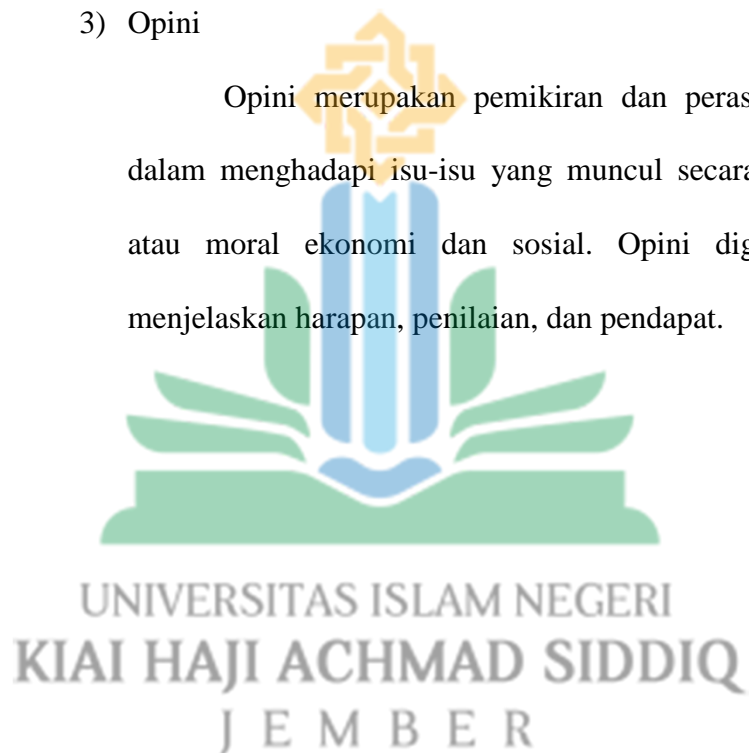 3) Opini
Opini merupakan pemikiran dan peras
dalam menghadapi isu-isu yang muncul secara
atau moral ekonomi dan sosial. Opini dig
menjelaskan harapan, penilaian, dan pendapat.
UNIVERSITAS ISLAM NEGERI
KIAI HAJI ACHMAD SIDDIQ
J E M B E R